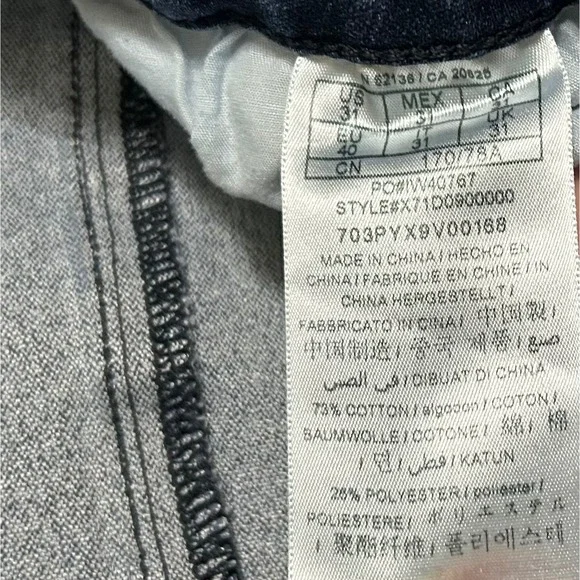 N 62136 / CA 20825
US MEX CA
31 31 31
EU IT UK
40 31 31
CN 170/78A
PO#IW40767
STYLE#X71D0900000
703PYX9V00168
MADE IN CHINA / HECHO EN
CHINA / FABRIQUE EN CHINE / IN
CHINA HERGESTELLT /
FABBRICATO IN CINA / 中国製 /
中国制造 / 중국 제품 / صنع
في الصين / DIBUAT DI CHINA
73% COTTON / algodon / COTON /
BAUMWOLLE / COTONE / 綿 / 棉
/ 면 / قطن / KATUN
26% POLYESTER / poliester /
POLIESTERE / ポリエステル
/ 聚酯纤维 / 폴리에스테